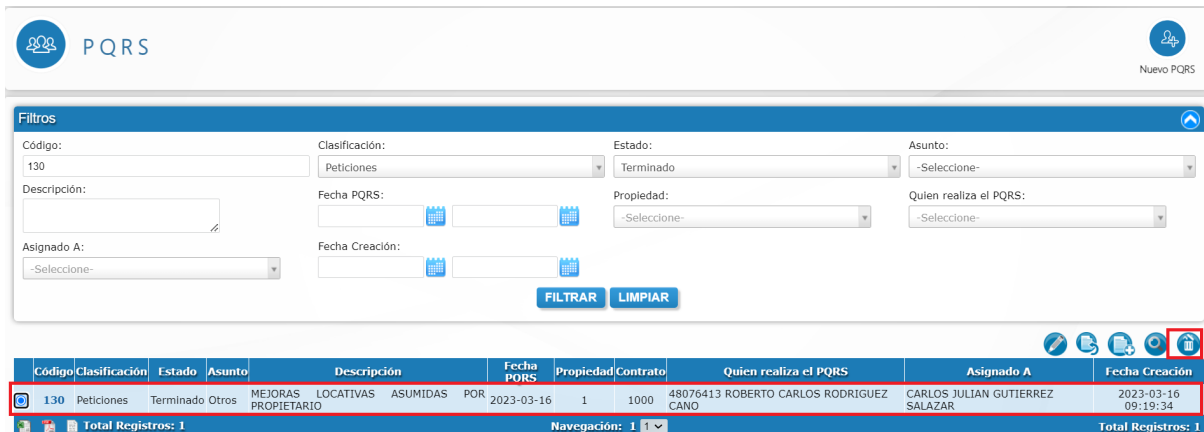 PQRS
Nuevo PQRS
Filtros
Código: Clasificación: Estado: Asunto:
130 Peticiones Terminado -Seleccione-
Descripción: Fecha PQRS: Propiedad: Quien realiza el PQRS:
-Seleccione- -Seleccione-
Asignado A: Fecha Creación:
-Seleccione-
FILTRAR LIMPIAR
Código Clasificación Estado Asunto Descripción Fecha PQRS Propiedad Contrato Quien realiza el PQRS Asignado A Fecha Creación
130 Peticiones Terminado Otros MEJORAS LOCATIVAS ASUMIDAS POR PROPIETARIO 2023-03-16 1 1000 48076413 ROBERTO CARLOS RODRIGUEZ CANO CARLOS JULIAN GUTIERREZ SALAZAR 2023-03-16 09:19:34
Total Registros: 1 Navegación: 1 1 Total Registros: 1